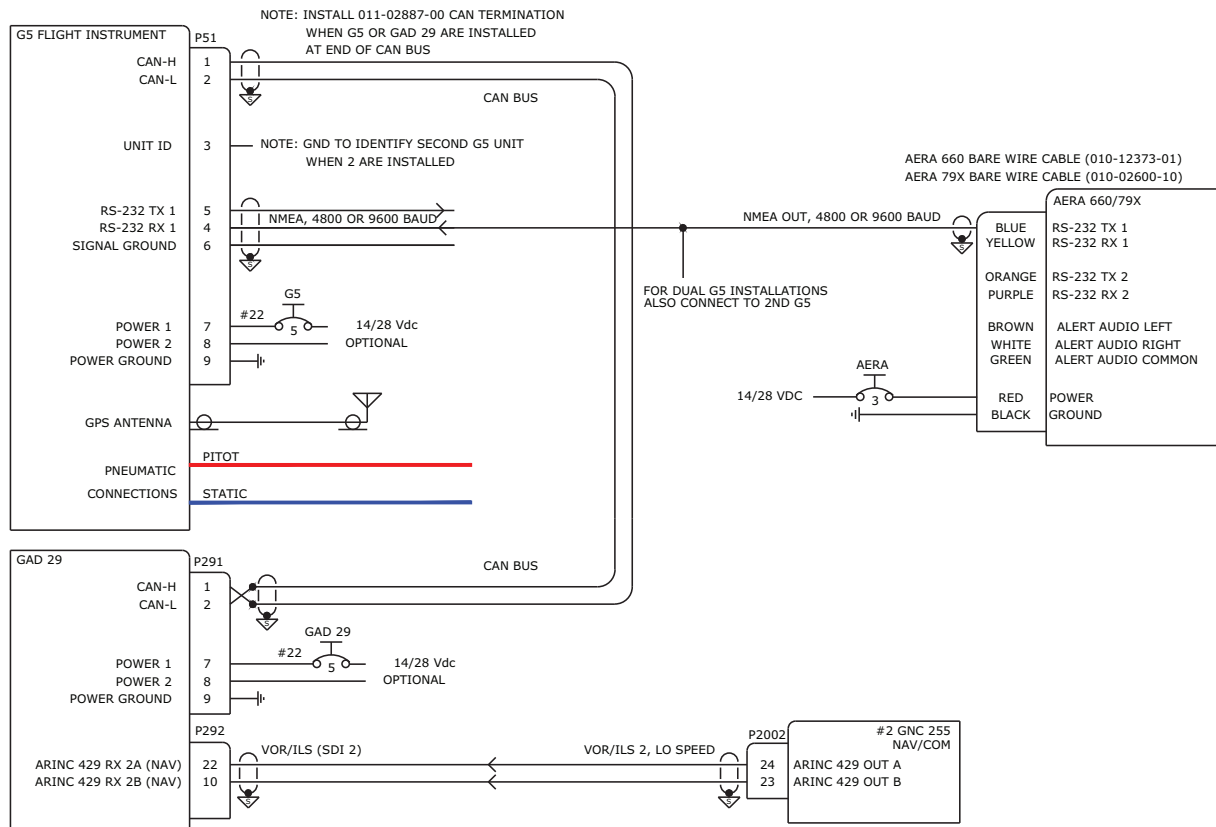 NOTE: INSTALL 011-02887-00 CAN TERMINATION
WHEN G5 OR GAD 29 ARE INSTALLED
AT END OF CAN BUS
G5 FLIGHT INSTRUMENT
P51
CAN-H 1
CAN-L 2
S
CAN BUS
UNIT ID 3
NOTE: GND TO IDENTIFY SECOND G5 UNIT
WHEN 2 ARE INSTALLED
RS-232 TX 1 5
RS-232 RX 1 4
NMEA, 4800 OR 9600 BAUD
SIGNAL GROUND 6
S
G5
#22
5
14/28 Vdc
POWER 1 7
POWER 2 8
OPTIONAL
POWER GROUND 9
GPS ANTENNA
PITOT
PNEUMATIC
CONNECTIONS
STATIC
AERA 660 BARE WIRE CABLE (010-12373-01)
AERA 79X BARE WIRE CABLE (010-02600-10)
AERA 660/79X
NMEA OUT, 4800 OR 9600 BAUD
S
BLUE RS-232 TX 1
YELLOW RS-232 RX 1
ORANGE RS-232 TX 2
PURPLE RS-232 RX 2
FOR DUAL G5 INSTALLATIONS
ALSO CONNECT TO 2ND G5
BROWN ALERT AUDIO LEFT
WHITE ALERT AUDIO RIGHT
GREEN ALERT AUDIO COMMON
AERA
14/28 VDC
3
RED POWER
BLACK GROUND
GAD 29
P291
CAN BUS
CAN-H 1
CAN-L 2
S
GAD 29
#22
5
14/28 Vdc
POWER 1 7
POWER 2 8
OPTIONAL
POWER GROUND 9
P292
VOR/ILS (SDI 2)
VOR/ILS 2, LO SPEED
P2002
#2 GNC 255
NAV/COM
ARINC 429 RX 2A (NAV) 22
24 ARINC 429 OUT A
ARINC 429 RX 2B (NAV) 10
23 ARINC 429 OUT B
S
S